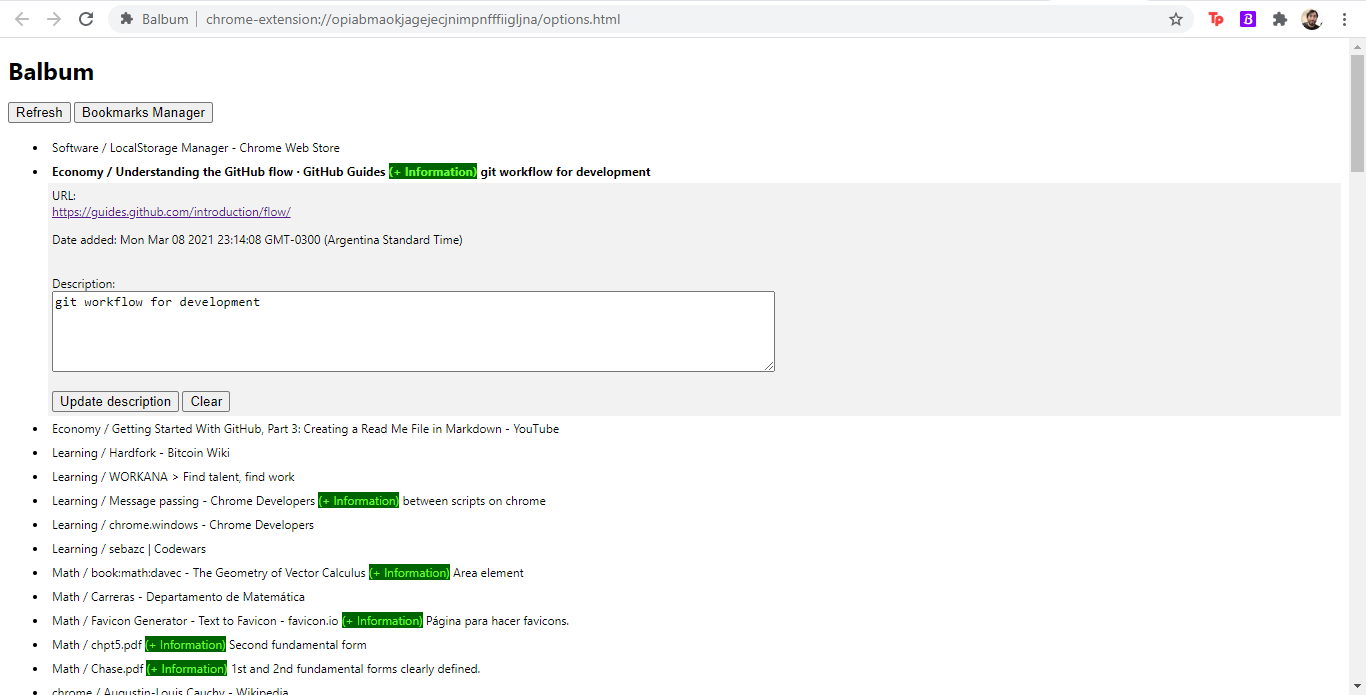 Balbum | chrome-extension://opiabmaokjagejecjnimpnfffiigljna/options.html
Balbum
Refresh Bookmarks Manager
Software / LocalStorage Manager - Chrome Web Store
Economy / Understanding the GitHub flow · GitHub Guides (+ Information) git workflow for development
URL:
https://guides.github.com/introduction/flow/
Date added: Mon Mar 08 2021 23:14:08 GMT-0300 (Argentina Standard Time)
Description:
git workflow for development
Update description Clear
Economy / Getting Started With GitHub, Part 3: Creating a Read Me File in Markdown - YouTube
Learning / Hardfork - Bitcoin Wiki
Learning / WORKANA > Find talent, find work
Learning / Message passing - Chrome Developers (+ Information) between scripts on chrome
Learning / chrome.windows - Chrome Developers
Learning / sebazc | Codewars
Math / book:math:davec - The Geometry of Vector Calculus (+ Information) Area element
Math / Carreras - Departamento de Matemática
Math / Favicon Generator - Text to Favicon - favicon.io (+ Information) Página para hacer favicons.
Math / chpt5.pdf (+ Information) Second fundamental form
Math / Chase.pdf (+ Information) 1st and 2nd fundamental forms clearly defined.
chrome / Augustin-Louis Cauchy - Wikipedia